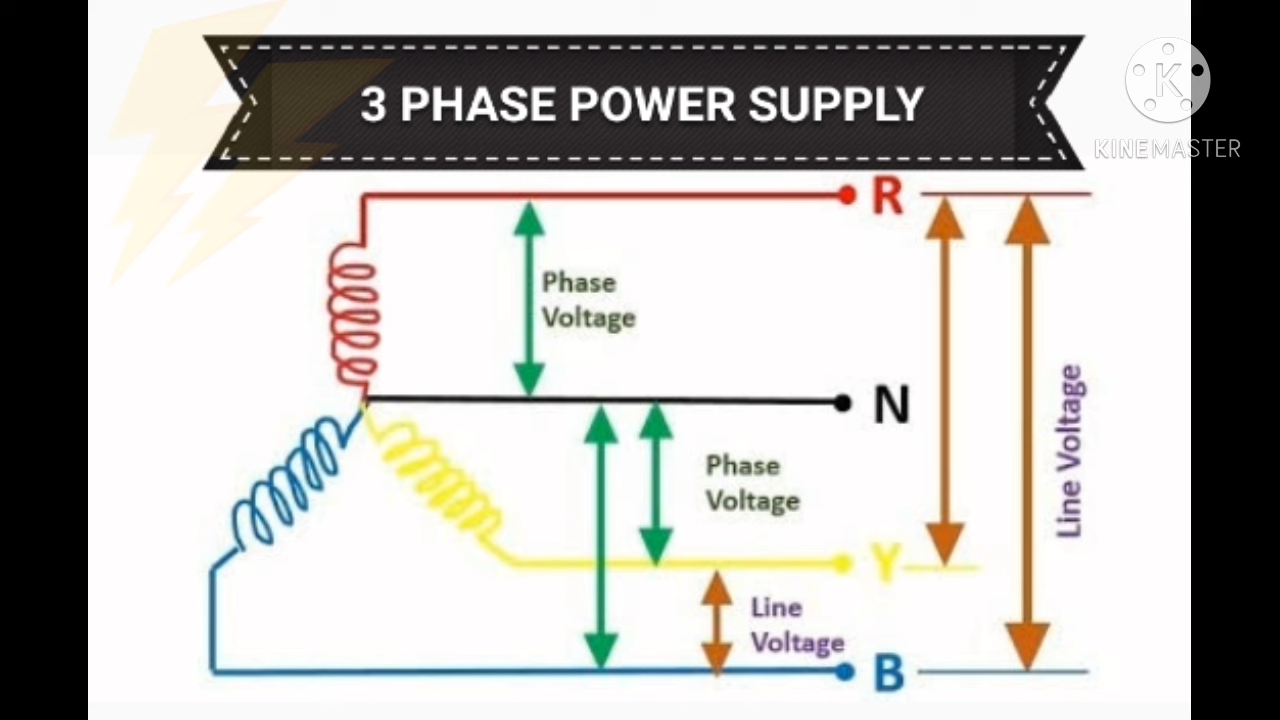 3 PHASE POWER SUPPLY
K
KINEMASTER
R
Phase
Voltage
N
Line Voltage
Phase
Voltage
Y
Line
Voltage
B